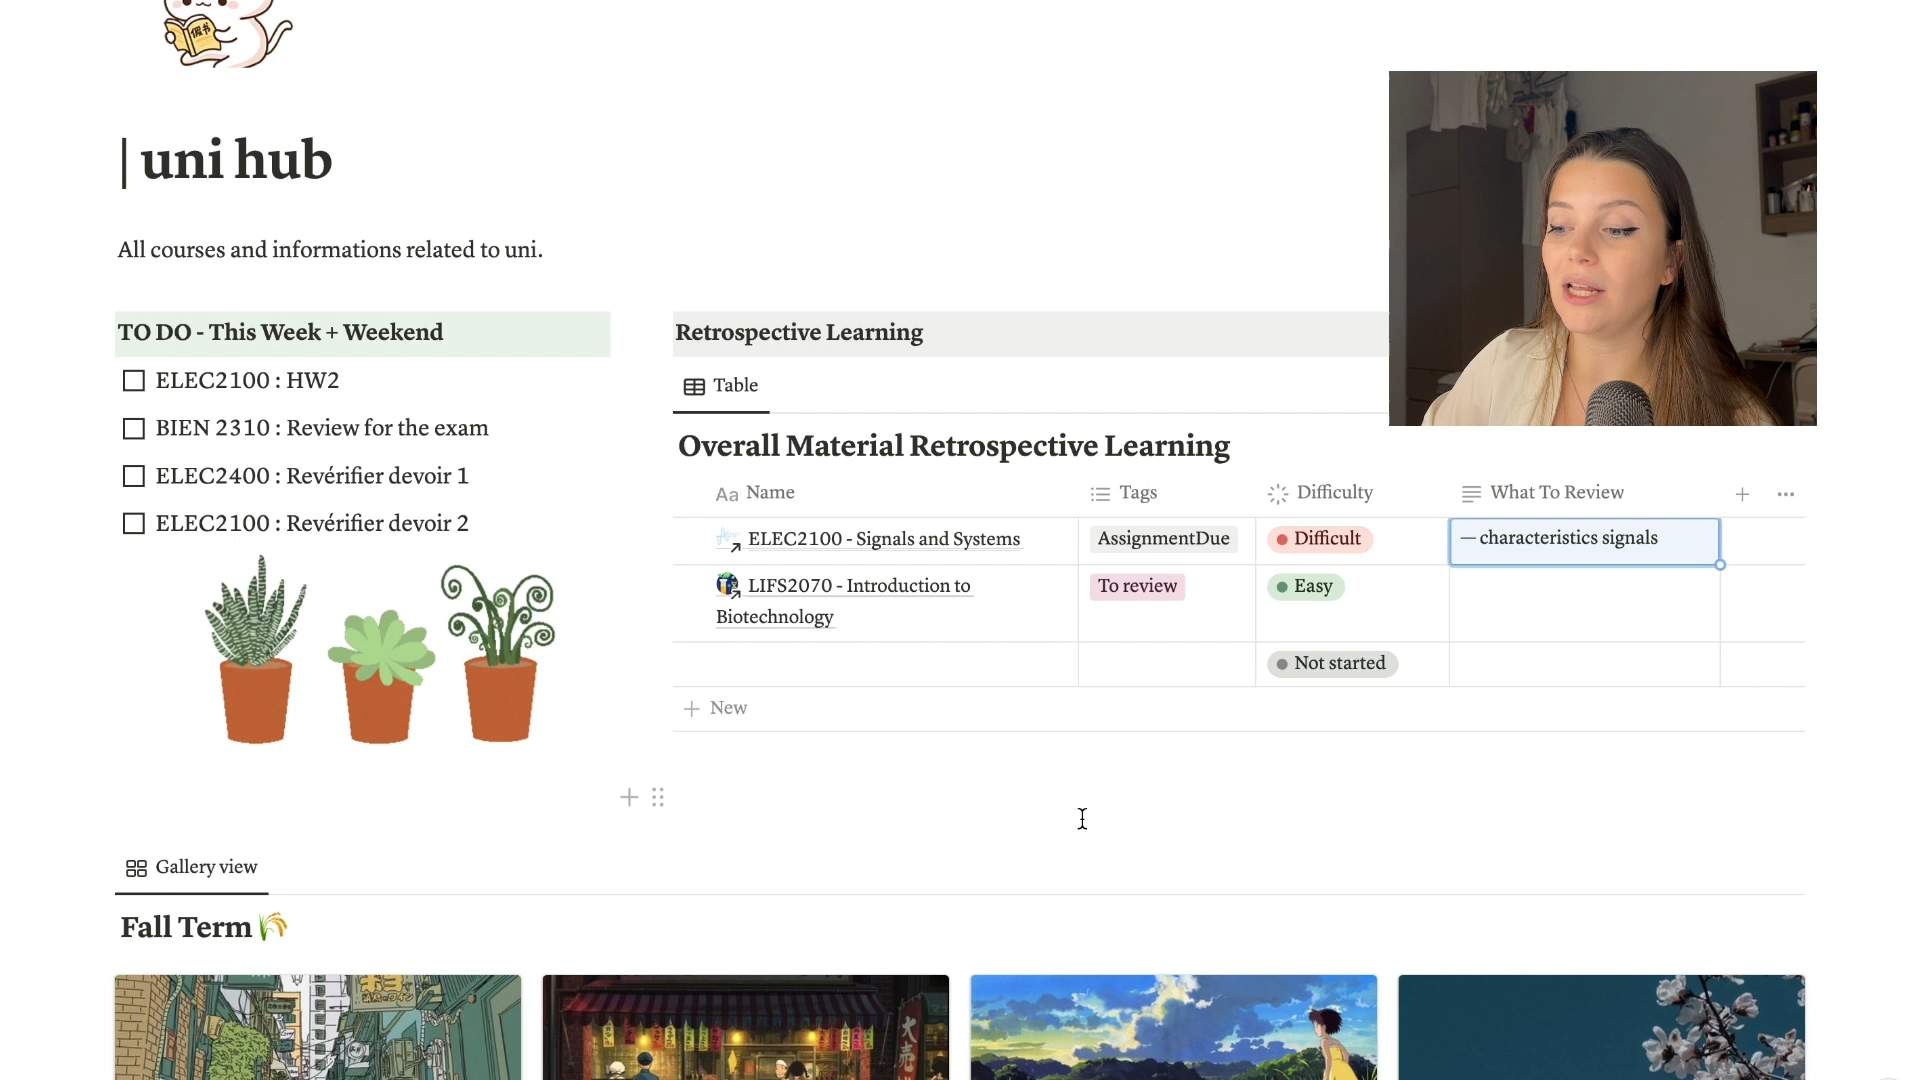 假书
| uni hub
All courses and informations related to uni.
TO DO - This Week + Weekend
ELEC2100 : HW2
BIEN 2310 : Review for the exam
ELEC2400 : Revérifier devoir 1
ELEC2100 : Revérifier devoir 2
Retrospective Learning
Table
Overall Material Retrospective Learning
Aa Name Tags Difficulty What To Review
ELEC2100 - Signals and Systems AssignmentDue Difficult — characteristics signals
LIFS2070 - Introduction to To review Easy
Biotechnology
Not started
+ New
Gallery view
Fall Term